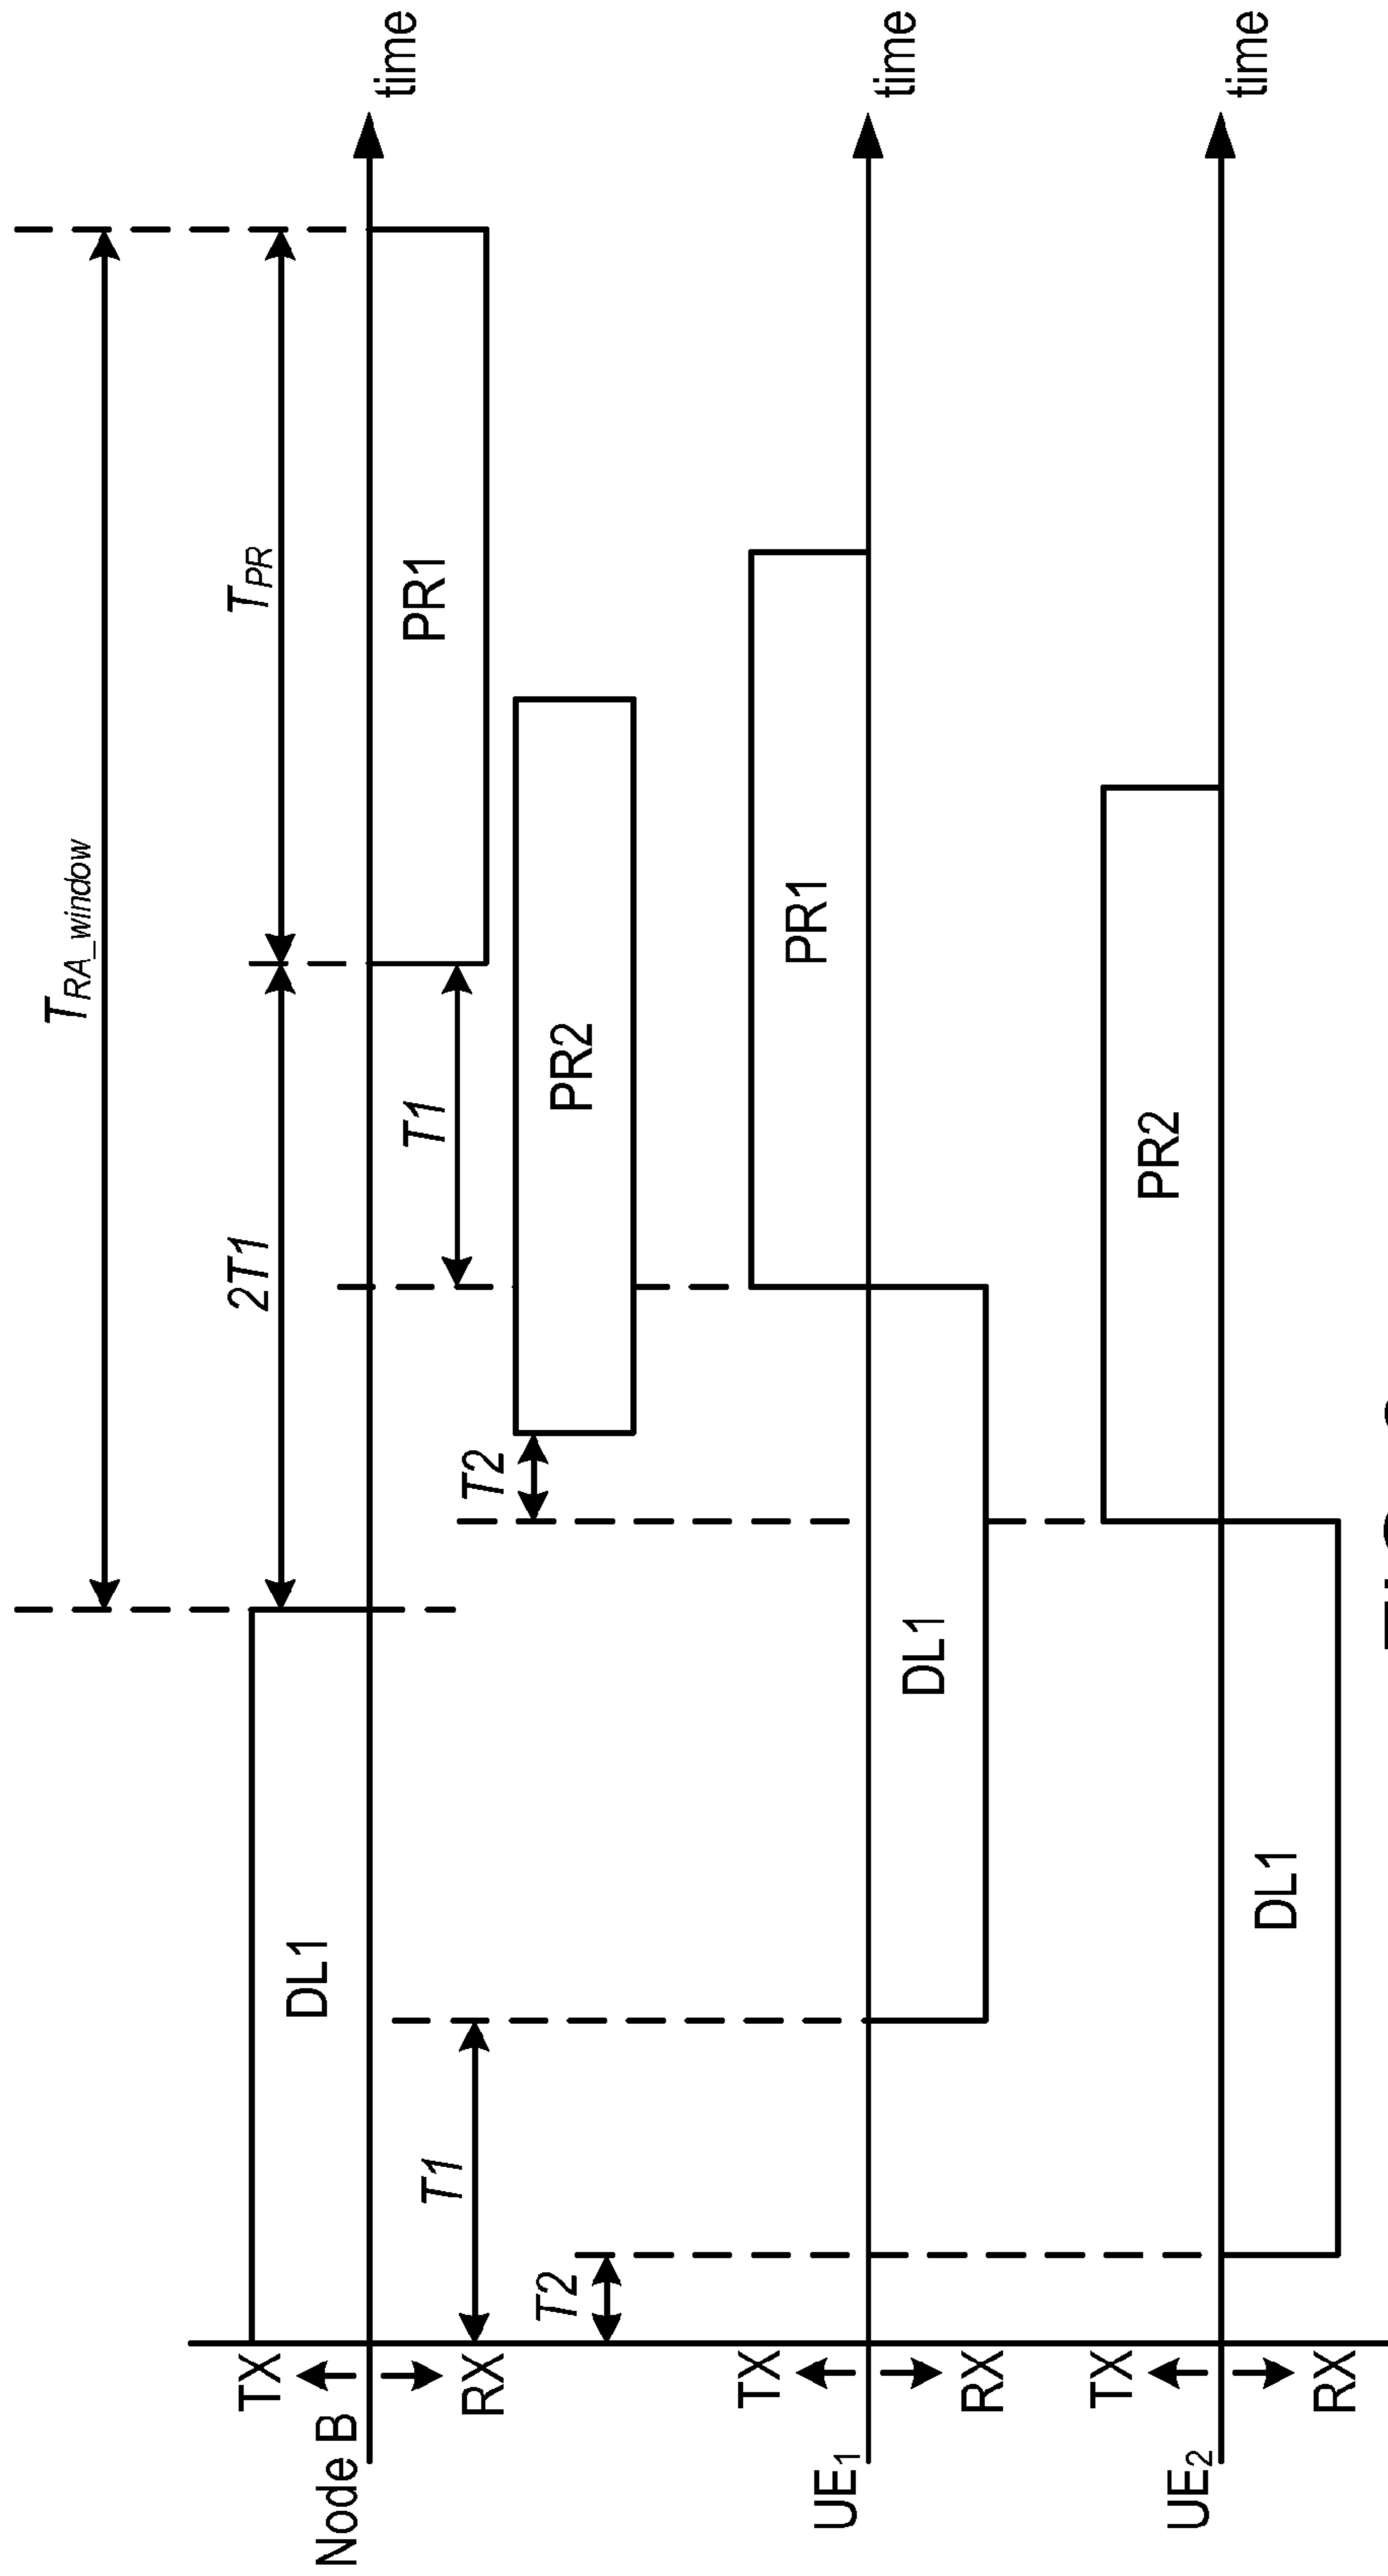 T_RA_window
2T1
T_PR
TX
DL1
Node B
PR1
RX
T1
T1
T2
T2
PR2
time
TX
PR1
UE1
RX
DL1
time
TX
PR2
UE2
RX
DL1
time